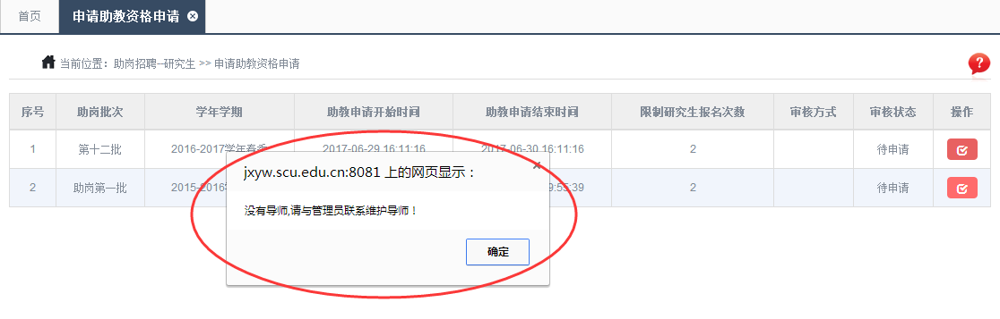 首页 申请助教资格申请
当前位置：助岗招聘--研究生 >> 申请助教资格申请
?
序号 助岗批次 学年学期 助教申请开始时间 助教申请结束时间 限制研究生报名次数 审核方式 审核状态 操作
1 第十二批 2016-2017学年春季 2017-06-29 16:11:16 2017-06-30 16:11:16 2 待申请
2 助岗第一批 2015-2016 :55:39 2 待申请
jxyw.scu.edu.cn:8081 上的网页显示：
没有导师,请与管理员联系维护导师！
确定